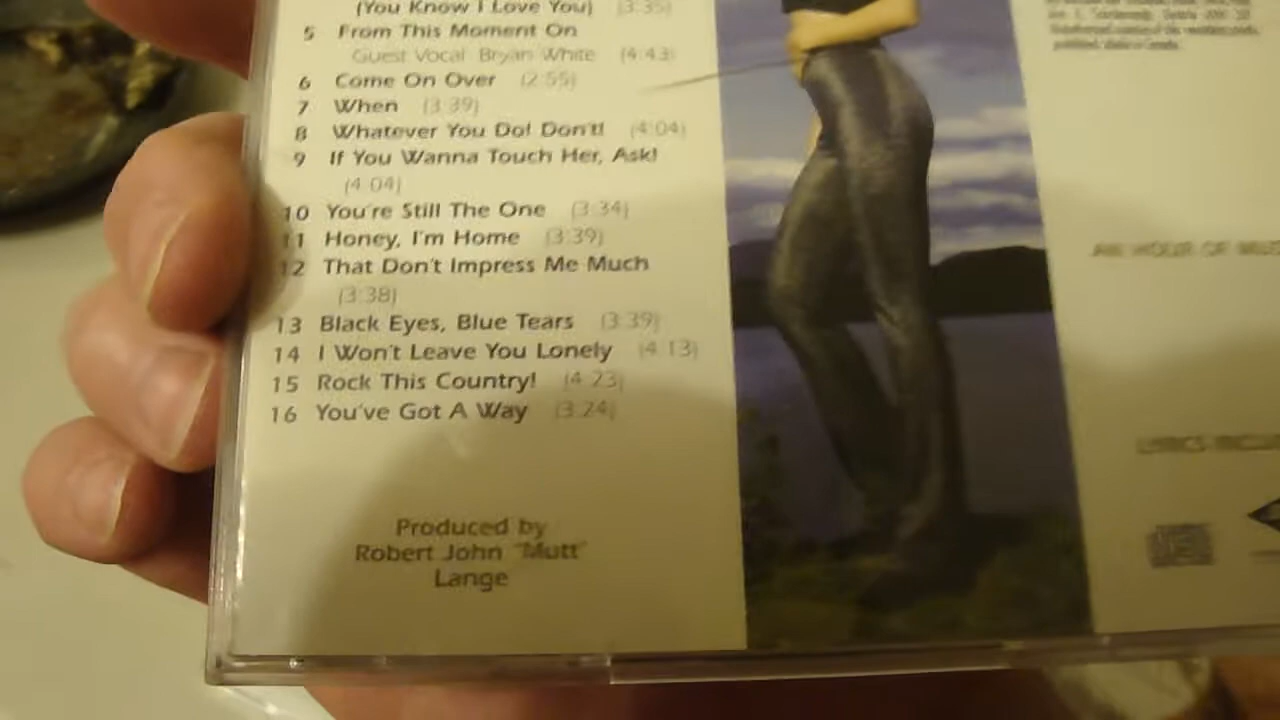 (You Know I Love You) (3:35)
5 From This Moment On
Guest Vocal Bryan White (4:43)
6 Come On Over (2:55)
7 When (3:39)
8 Whatever You Do! Don't! (4:04)
9 If You Wanna Touch Her, Ask!
(4:04)
10 You're Still The One (3:34)
11 Honey, I'm Home (3:39)
12 That Don't Impress Me Much
(3:38)
13 Black Eyes, Blue Tears (3:39)
14 I Won't Leave You Lonely (4:13)
15 Rock This Country! (4:23)
16 You've Got A Way (3:24)
Produced by
Robert John "Mutt"
Lange
AN HOUR OF
LYRICS